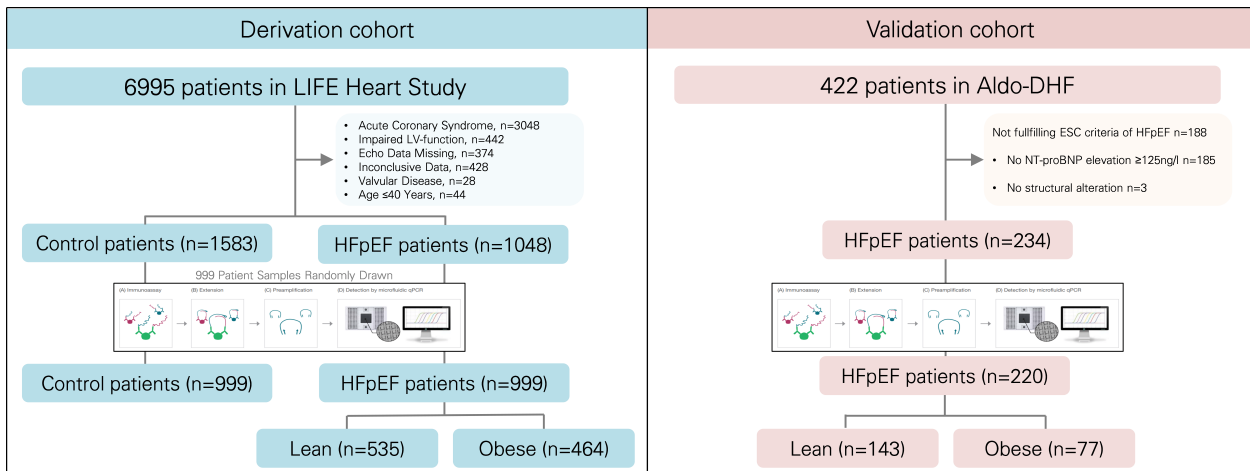 Derivation cohort
6995 patients in LIFE Heart Study
• Acute Coronary Syndrome, n=3048
• Impaired LV-function, n=442
• Echo Data Missing, n=374
• Inconclusive Data, n=428
• Valvular Disease, n=28
• Age ≤40 Years, n=44
Control patients (n=1583)
HFpEF patients (n=1048)
999 Patient Samples Randomly Drawn
(A) Immunoassay
(B) Extension
(C) Preamplification
(D) Detection by microfluidic qPCR
Control patients (n=999)
HFpEF patients (n=999)
Lean (n=535)
Obese (n=464)
Validation cohort
422 patients in Aldo-DHF
Not fullfilling ESC criteria of HFpEF n=188
• No NT-proBNP elevation ≥125ng/l n=185
• No structural alteration n=3
HFpEF patients (n=234)
(A) Immunoassay
(B) Extension
(C) Preamplification
(D) Detection by microfluidic qPCR
HFpEF patients (n=220)
Lean (n=143)
Obese (n=77)